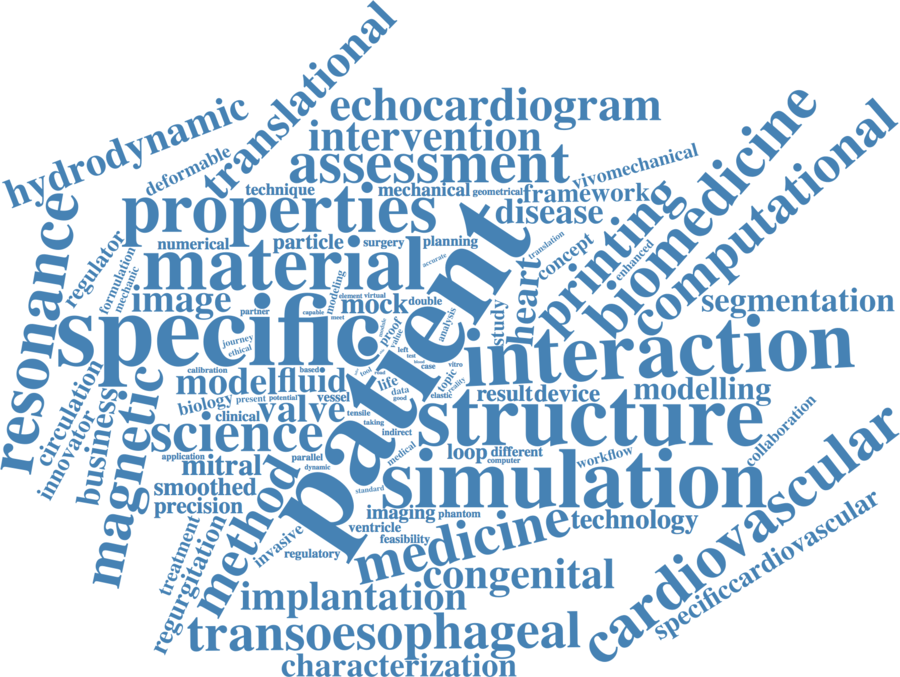 translational
hydrodynamic
echocardiogram
intervention
assessment
biomedicine
computational
deformable
vivomechanical
technique
mechanical
geometrical
framework
properties
disease
printing
resonance
patient
regulator
numerical
particle
surgery
planning
translation
concept
enhanced
accurate
formulation
mechanic
material
heart
image
modeling
element
virtual
mock
double
partner
capable
meet
segmentation
specific
proof
value
analysis
study
interaction
journey
ethical
left
test
blood
case
vitro
calibration
based
tool
topic
reality
circulation
model
fluid
life
data
good
elastic
result
device
modelling
innovator
business
magnetic
biology
present
potential
vessel
clinical
valve
tensile
structure
taking
indirect
collaboration
science
medical
loop
different
computer
workflow
cardiovascular
application
mitral
parallel
dynamic
smoothed
standard
simulation
precision
method
imaging
phantom
technology
specificcardiovascular
ventricle
feasibility
treatment
regurgitation
invasive
regulatory
medicine
congenital
implantation
transoesophageal
characterization